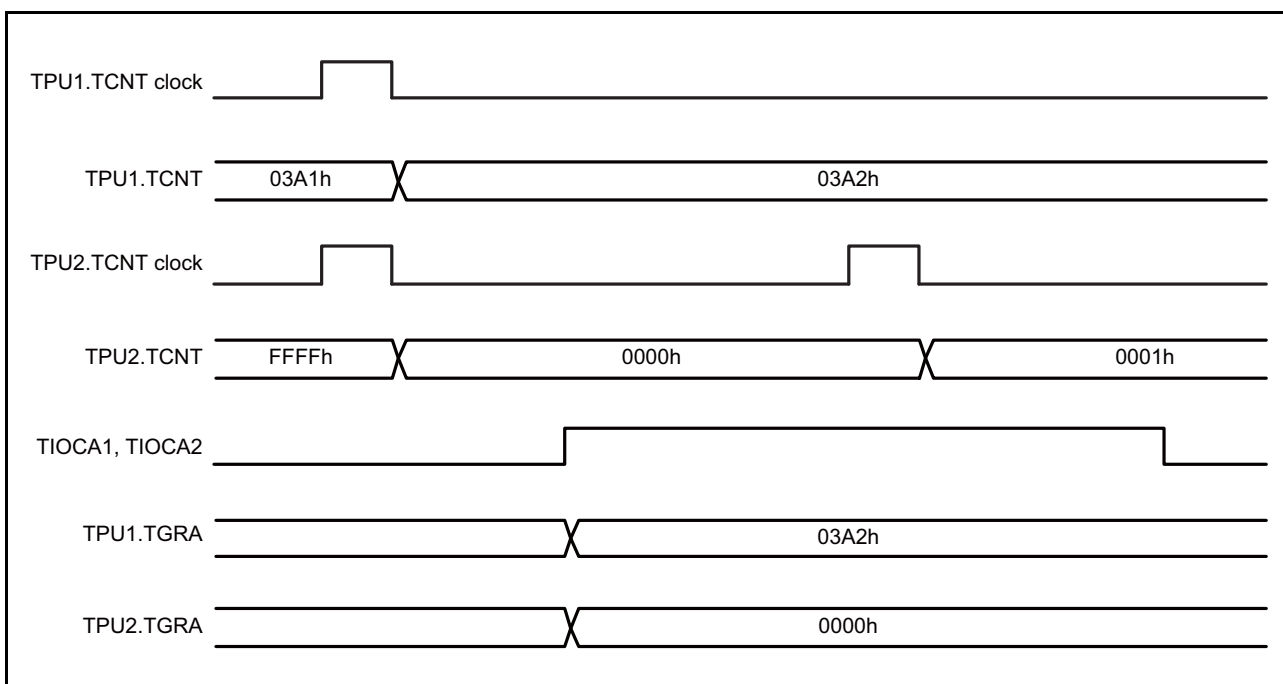 TPU1.TCNT clock
TPU1.TCNT 03A1h 03A2h
TPU2.TCNT clock
TPU2.TCNT FFFFh 0000h 0001h
TIOCA1, TIOCA2
TPU1.TGRA 03A2h
TPU2.TGRA 0000h